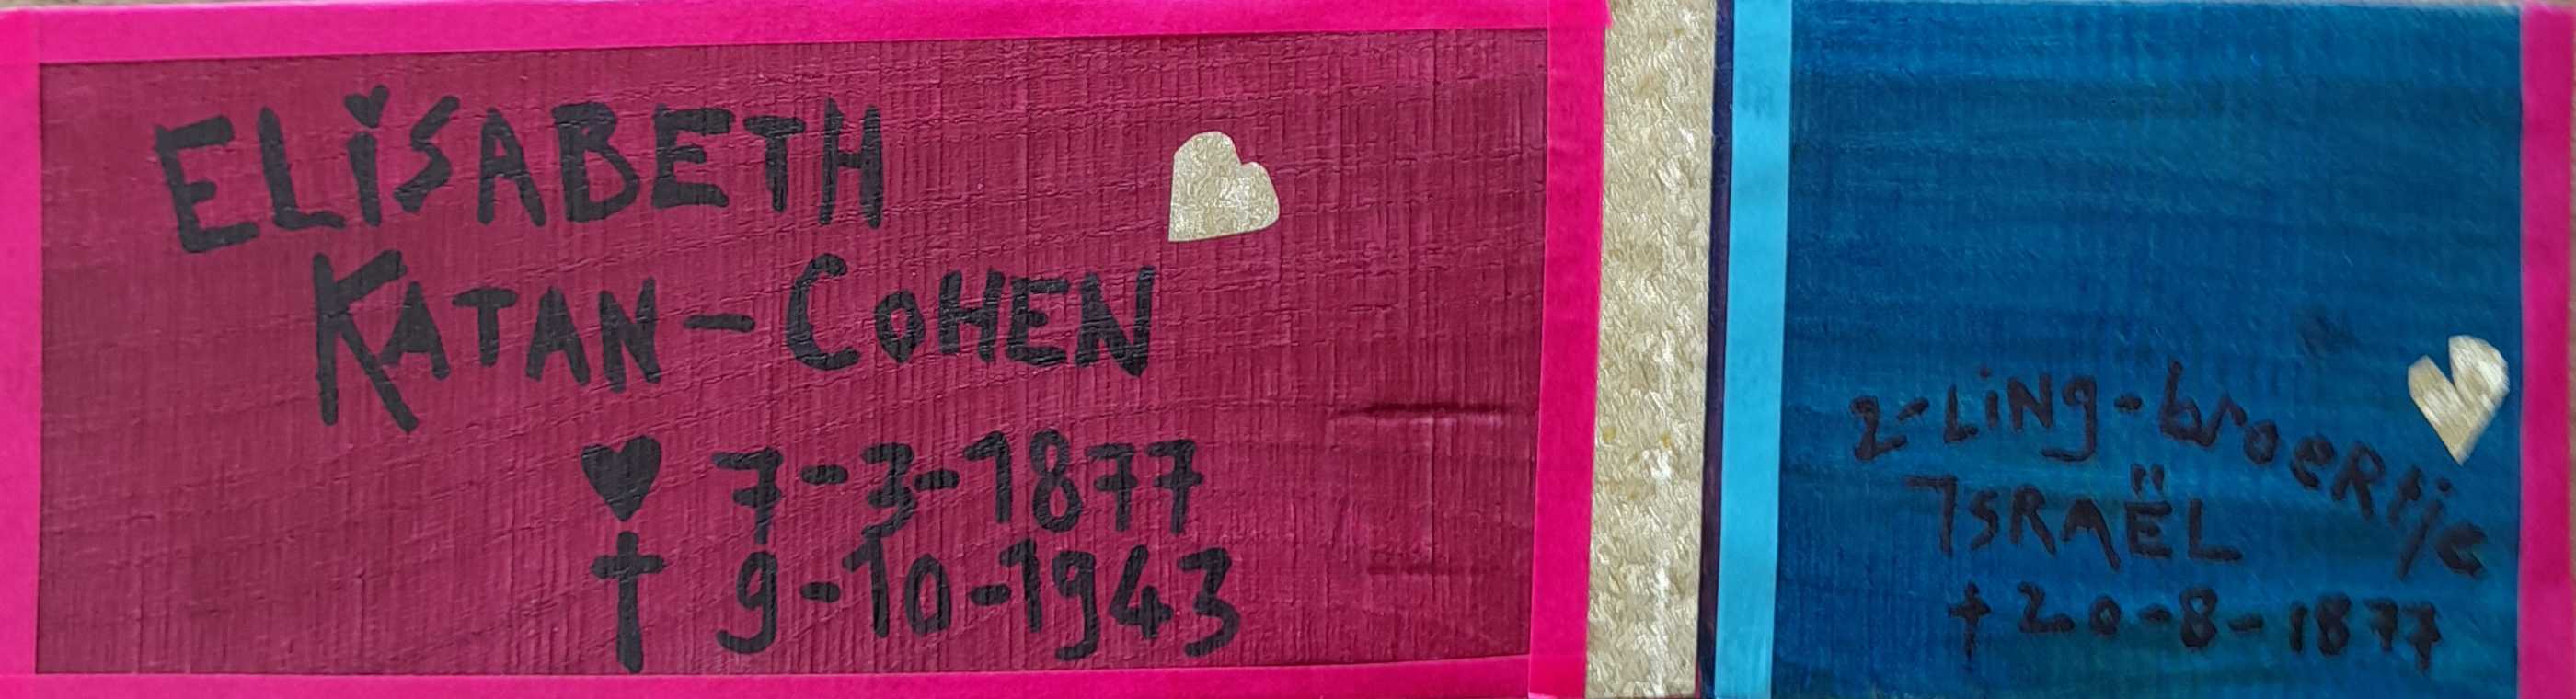 ELiSABETH
KATAN-COHEN
♥ 7-3-1877
† 9-10-1943
2-LiNg-broeRtje
ISRAËL
† 20-8-1877